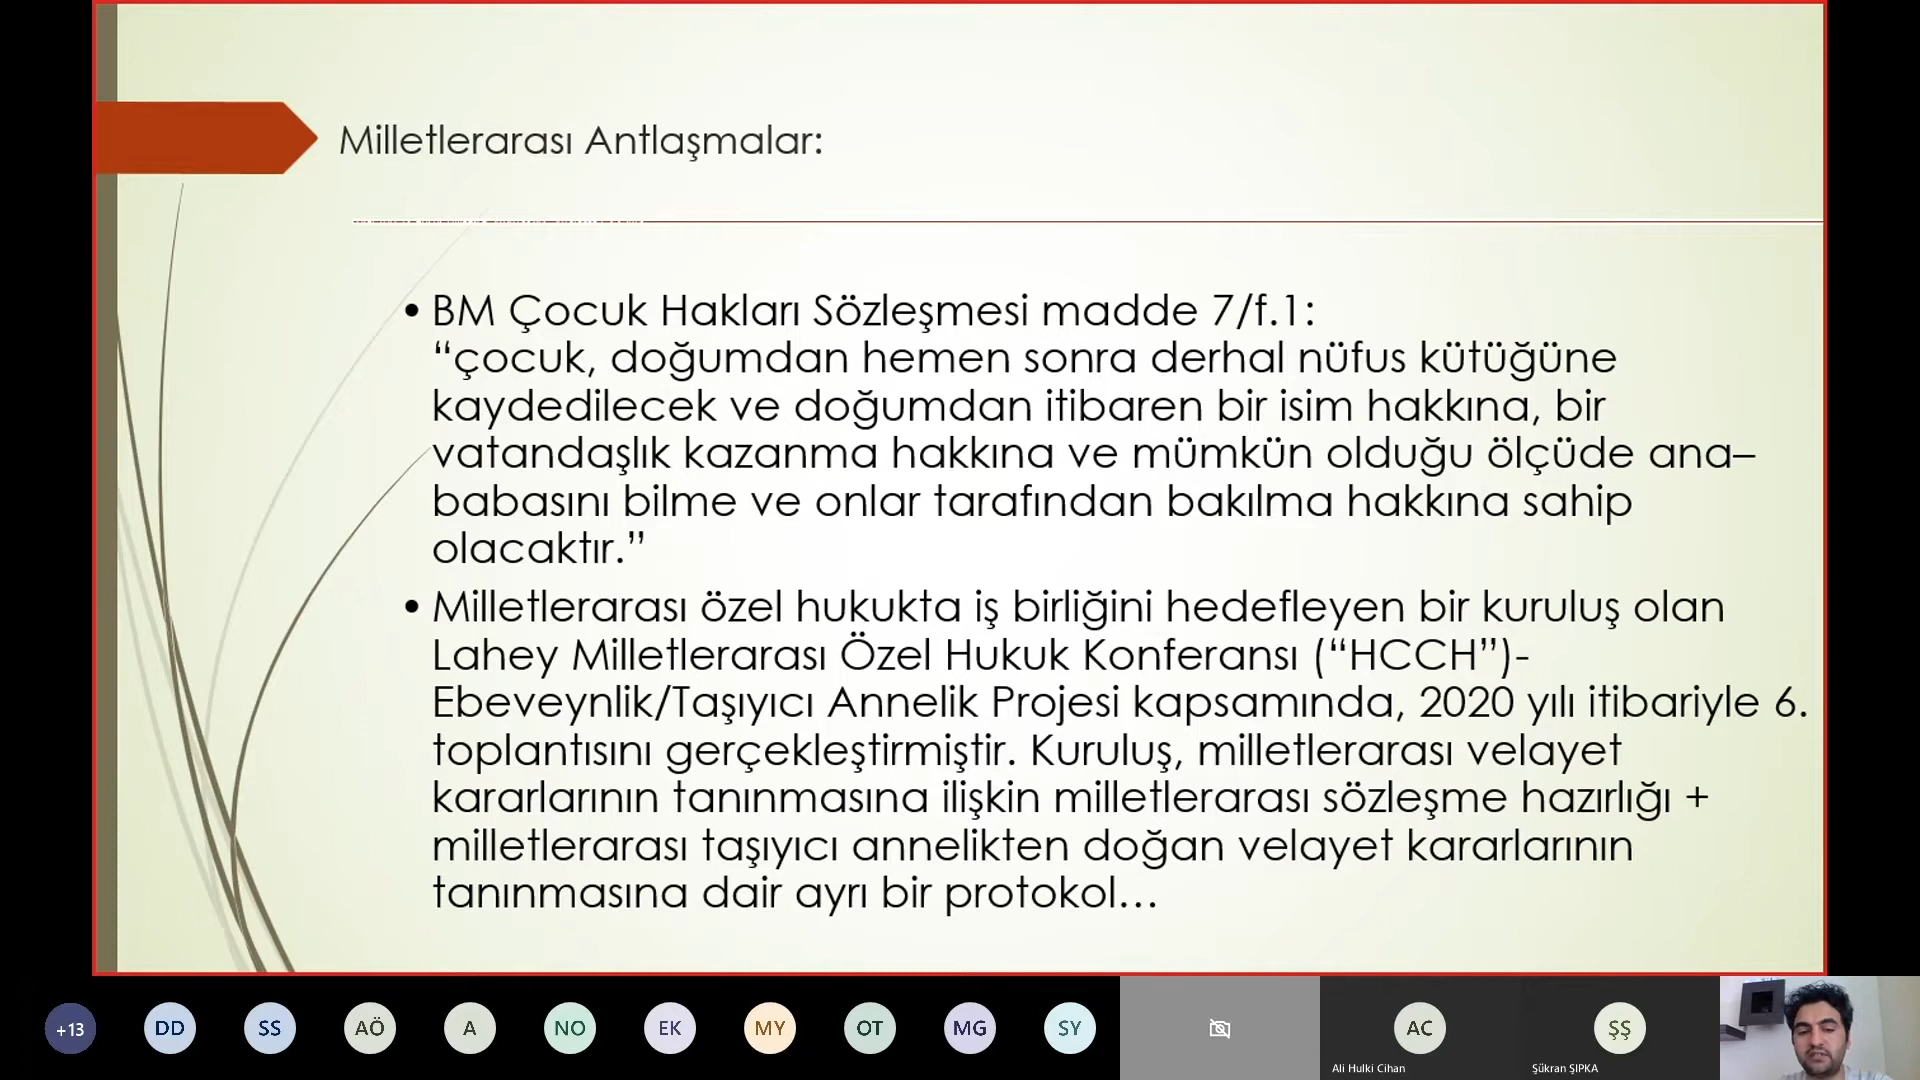 Milletlerarası Antlaşmalar:
• BM Çocuk Hakları Sözleşmesi madde 7/f.1:
“çocuk, doğumdan hemen sonra derhal nüfus kütüğüne
kaydedilecek ve doğumdan itibaren bir isim hakkına, bir
vatandaşlık kazanma hakkına ve mümkün olduğu ölçüde ana–
babasını bilme ve onlar tarafından bakılma hakkına sahip
olacaktır.”
• Milletlerarası özel hukukta iş birliğini hedefleyen bir kuruluş olan
Lahey Milletlerarası Özel Hukuk Konferansı (“HCCH”)-
Ebeveynlik/Taşıyıcı Annelik Projesi kapsamında, 2020 yılı itibariyle 6.
toplantısını gerçekleştirmiştir. Kuruluş, milletlerarası velayet
kararlarının tanınmasına ilişkin milletlerarası sözleşme hazırlığı +
milletlerarası taşıyıcı annelikten doğan velayet kararlarının
tanınmasına dair ayrı bir protokol…
+13 DD SS AÖ A NO EK MY OT MG SY AC ŞŞ
Ali Hulki Cihan Şükran ŞIPKA